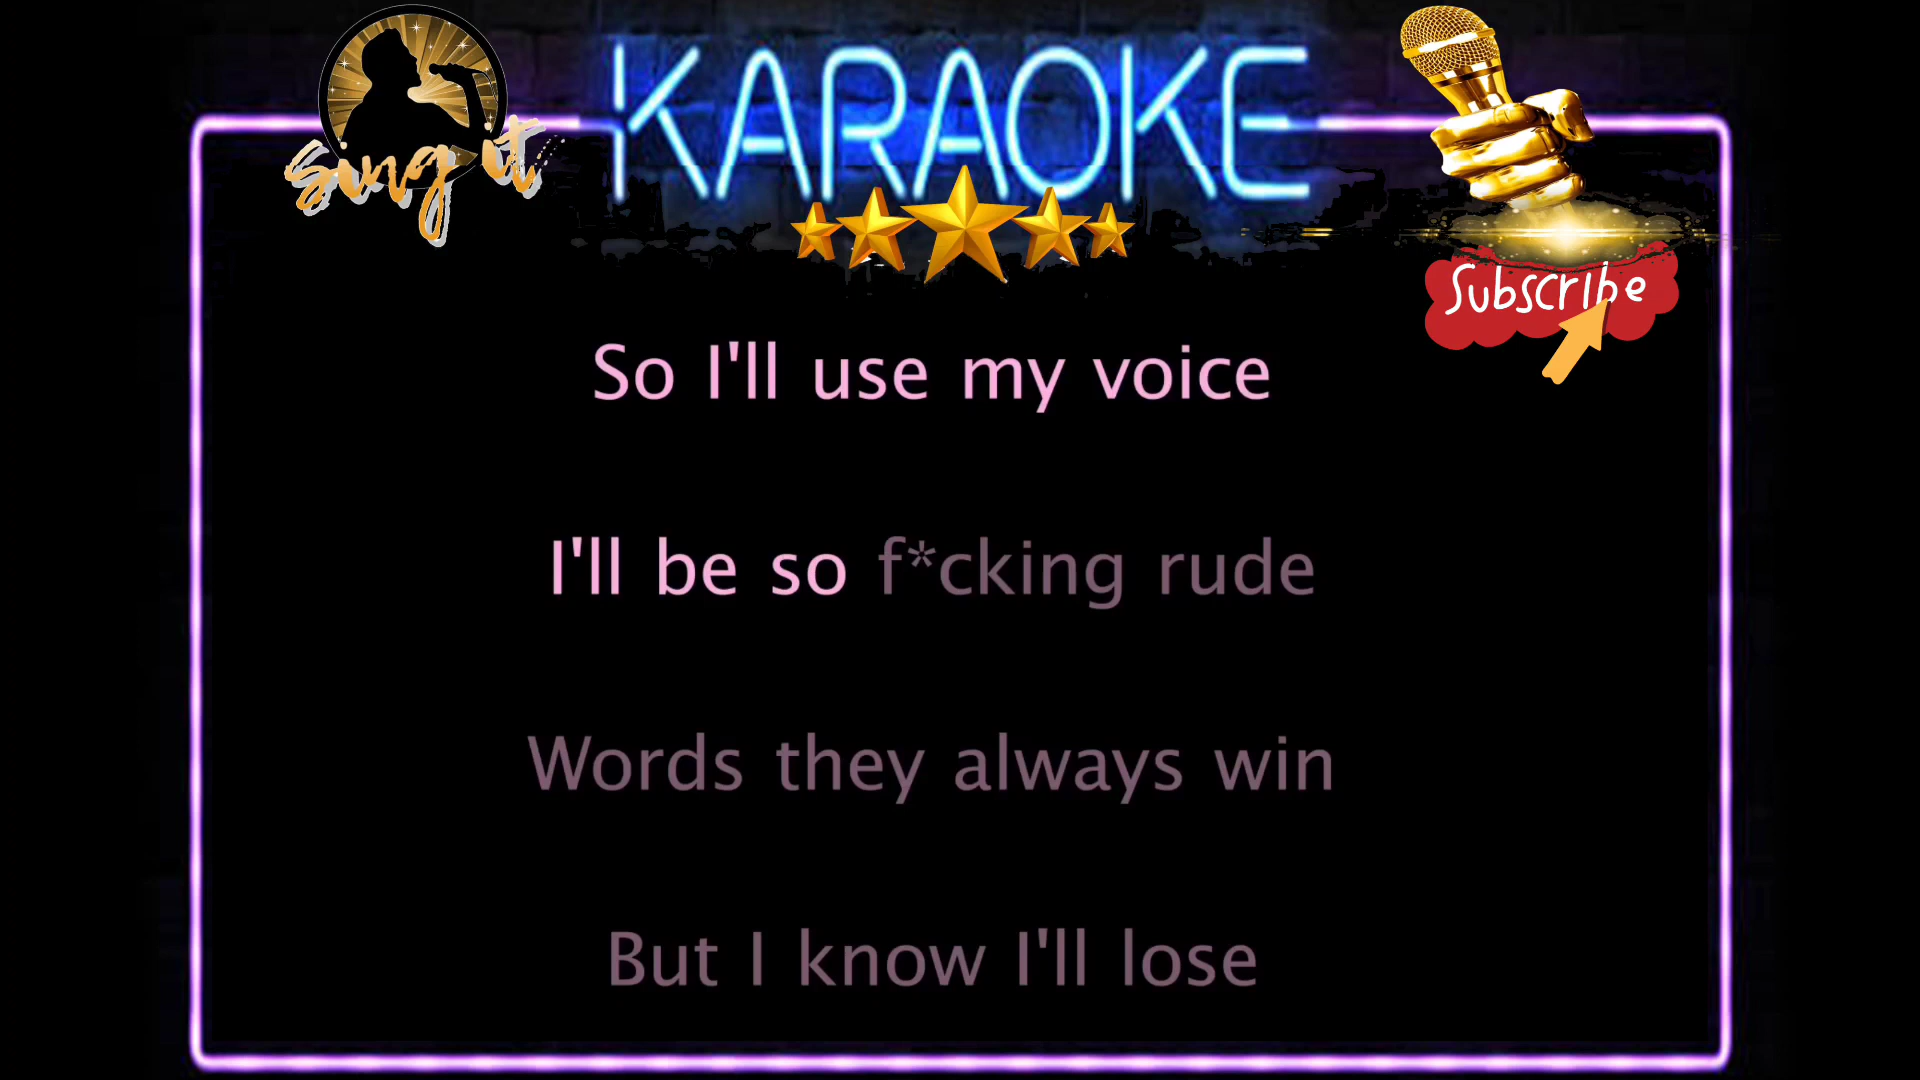 KARAOKE
sing it
Subscribe
So I'll use my voice
I'll be so f*cking rude
Words they always win
But I know I'll lose